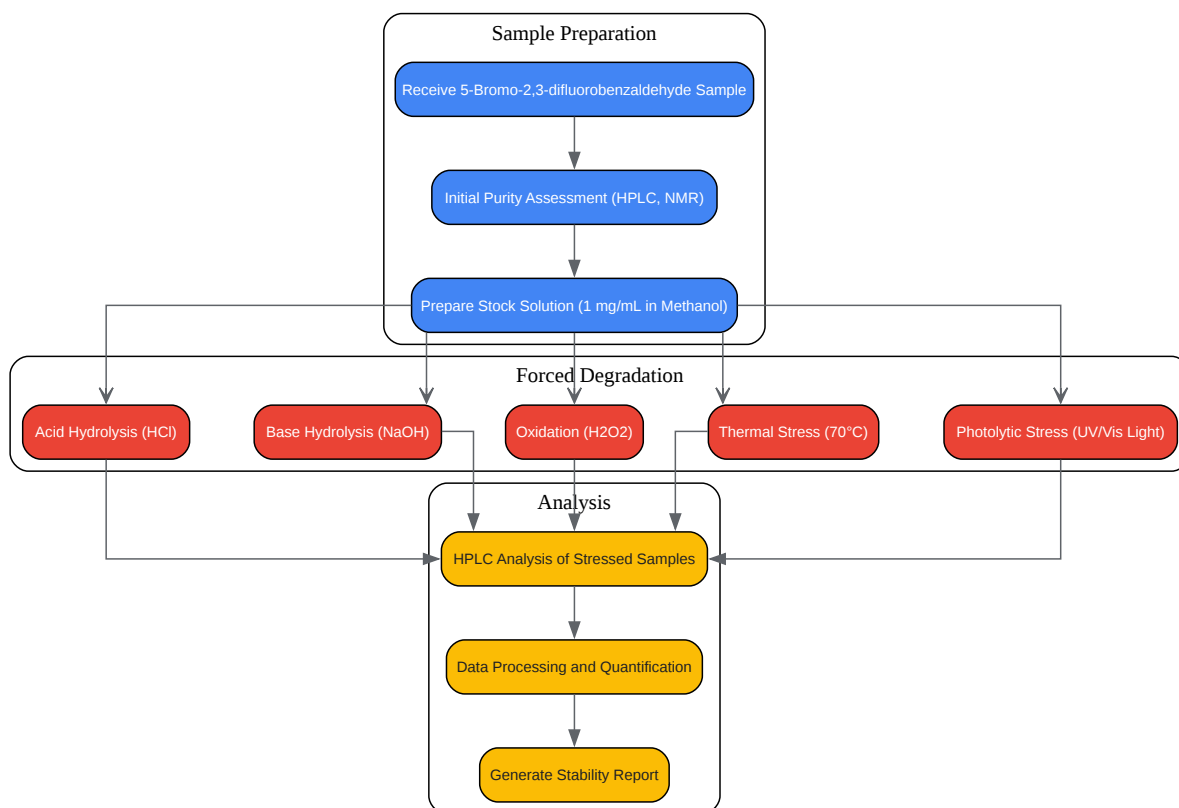 Sample Preparation
Receive 5-Bromo-2,3-difluorobenzaldehyde Sample
Initial Purity Assessment (HPLC, NMR)
Prepare Stock Solution (1 mg/mL in Methanol)
Forced Degradation
Acid Hydrolysis (HCl)
Base Hydrolysis (NaOH)
Oxidation (H2O2)
Thermal Stress (70°C)
Photolytic Stress (UV/Vis Light)
Analysis
HPLC Analysis of Stressed Samples
Data Processing and Quantification
Generate Stability Report